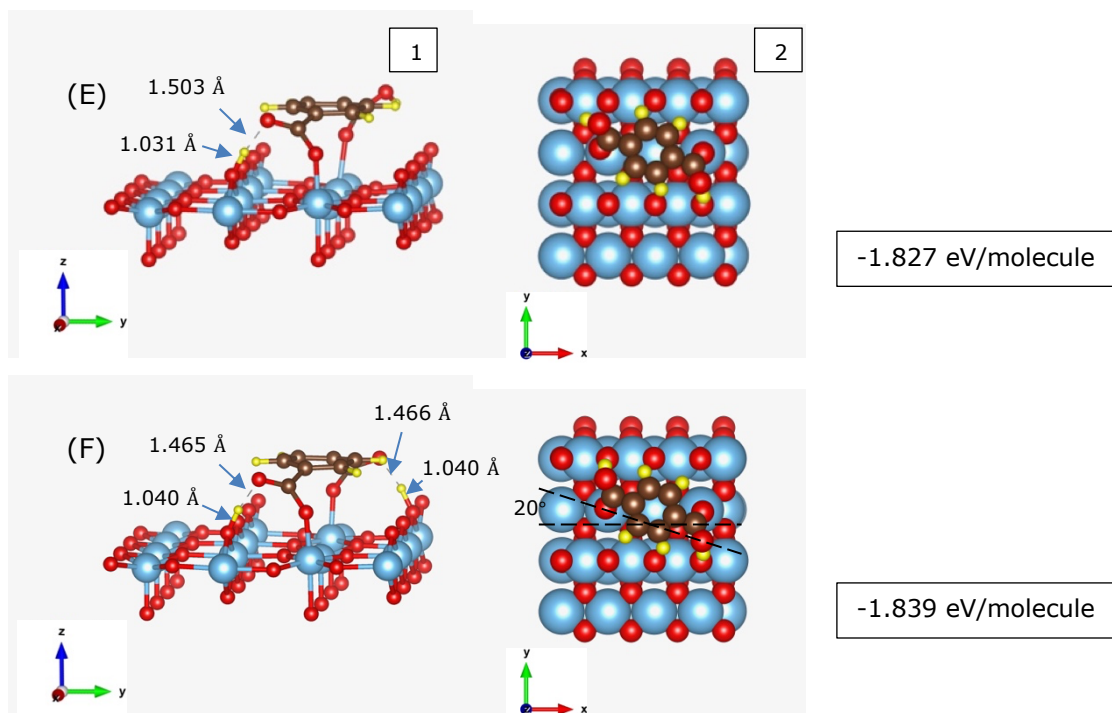 1
2
(E)
1.503 Å
1.031 Å
z
y
x
y
z
x
-1.827 eV/molecule
(F)
1.466 Å
1.465 Å
1.040 Å
1.040 Å
20°
z
y
x
y
z
x
-1.839 eV/molecule